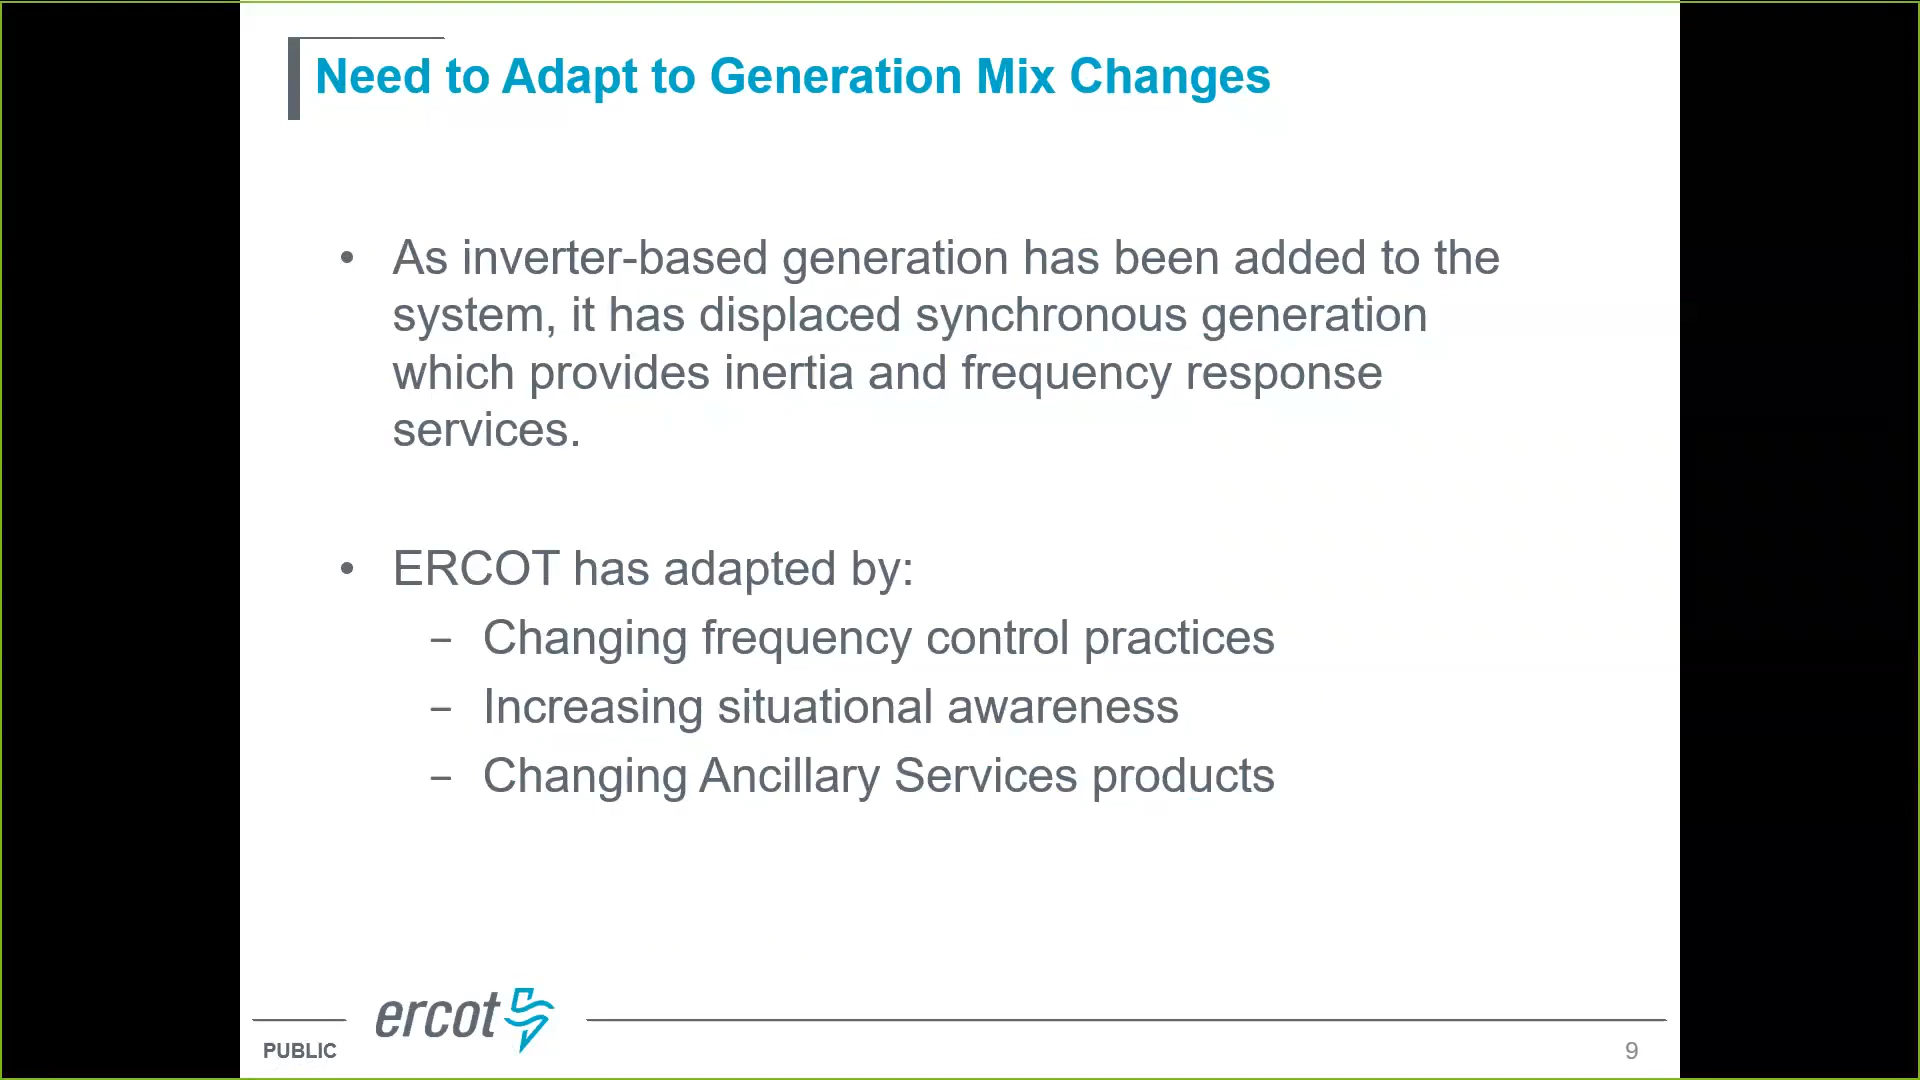 Need to Adapt to Generation Mix Changes
• As inverter-based generation has been added to the
system, it has displaced synchronous generation
which provides inertia and frequency response
services.
• ERCOT has adapted by:
– Changing frequency control practices
– Increasing situational awareness
– Changing Ancillary Services products
ercot
PUBLIC
9